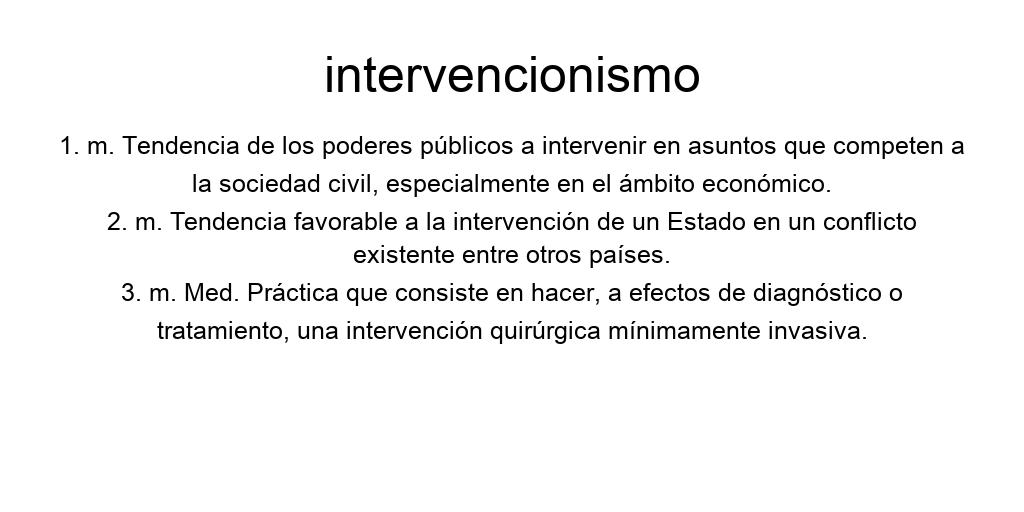 intervencionismo
1. m. Tendencia de los poderes públicos a intervenir en asuntos que competen a
la sociedad civil, especialmente en el ámbito económico.
2. m. Tendencia favorable a la intervención de un Estado en un conflicto
existente entre otros países.
3. m. Med. Práctica que consiste en hacer, a efectos de diagnóstico o
tratamiento, una intervención quirúrgica mínimamente invasiva.